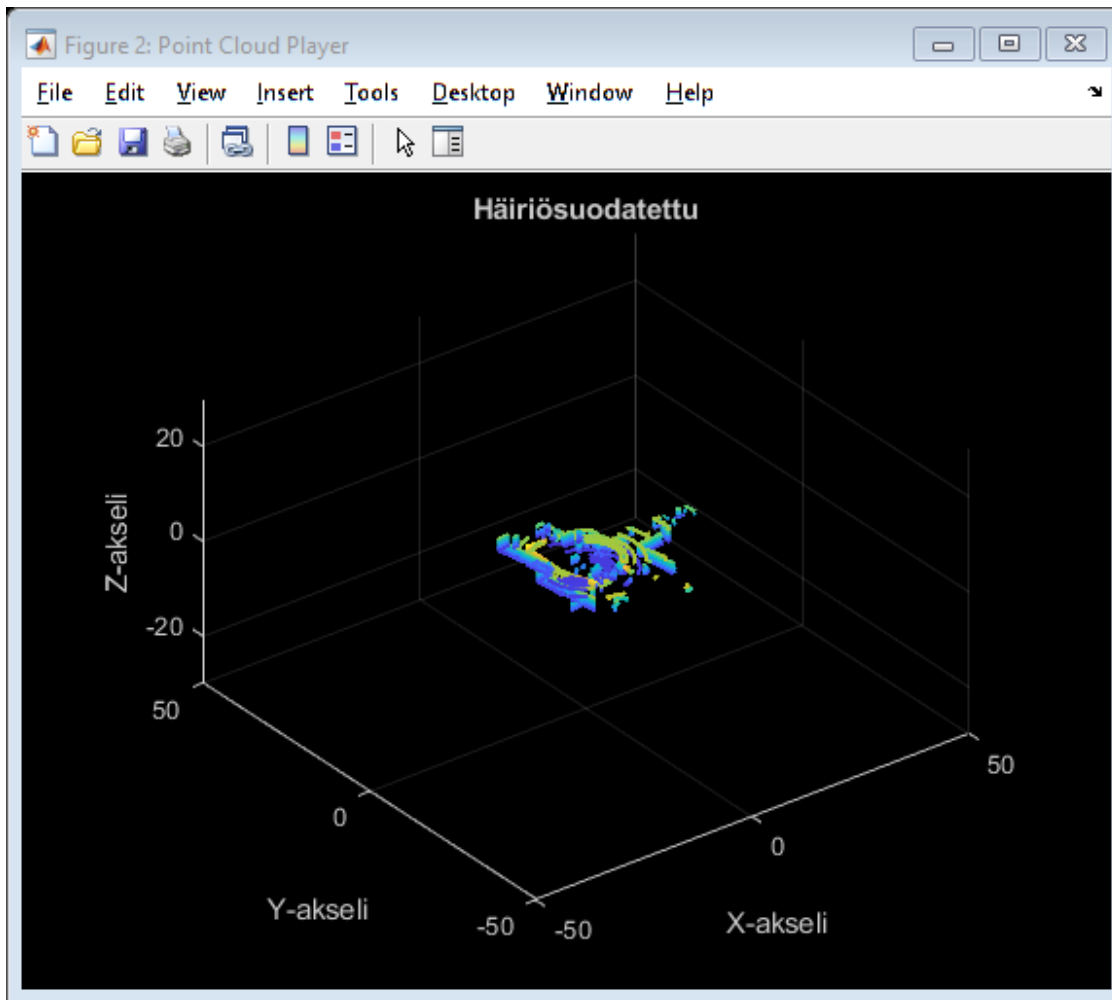 Figure 2: Point Cloud Player
File Edit View Insert Tools Desktop Window Help
Häiriösuodatettu
20
0
-20
Z-akseli
50
0
-50
Y-akseli
-50
0
50
X-akseli